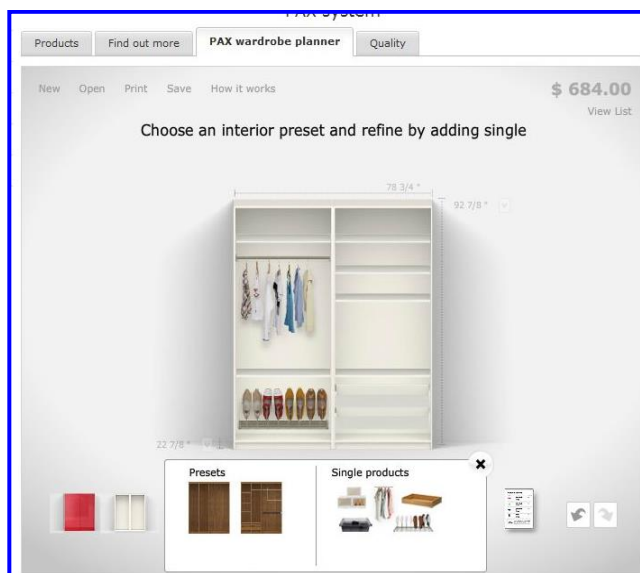 PAX system
Products Find out more PAX wardrobe planner Quality
New Open Print Save How it works
$ 684.00
View List
Choose an interior preset and refine by adding single
78 3/4 "
92 7/8 "
22 7/8 "
Presets Single products